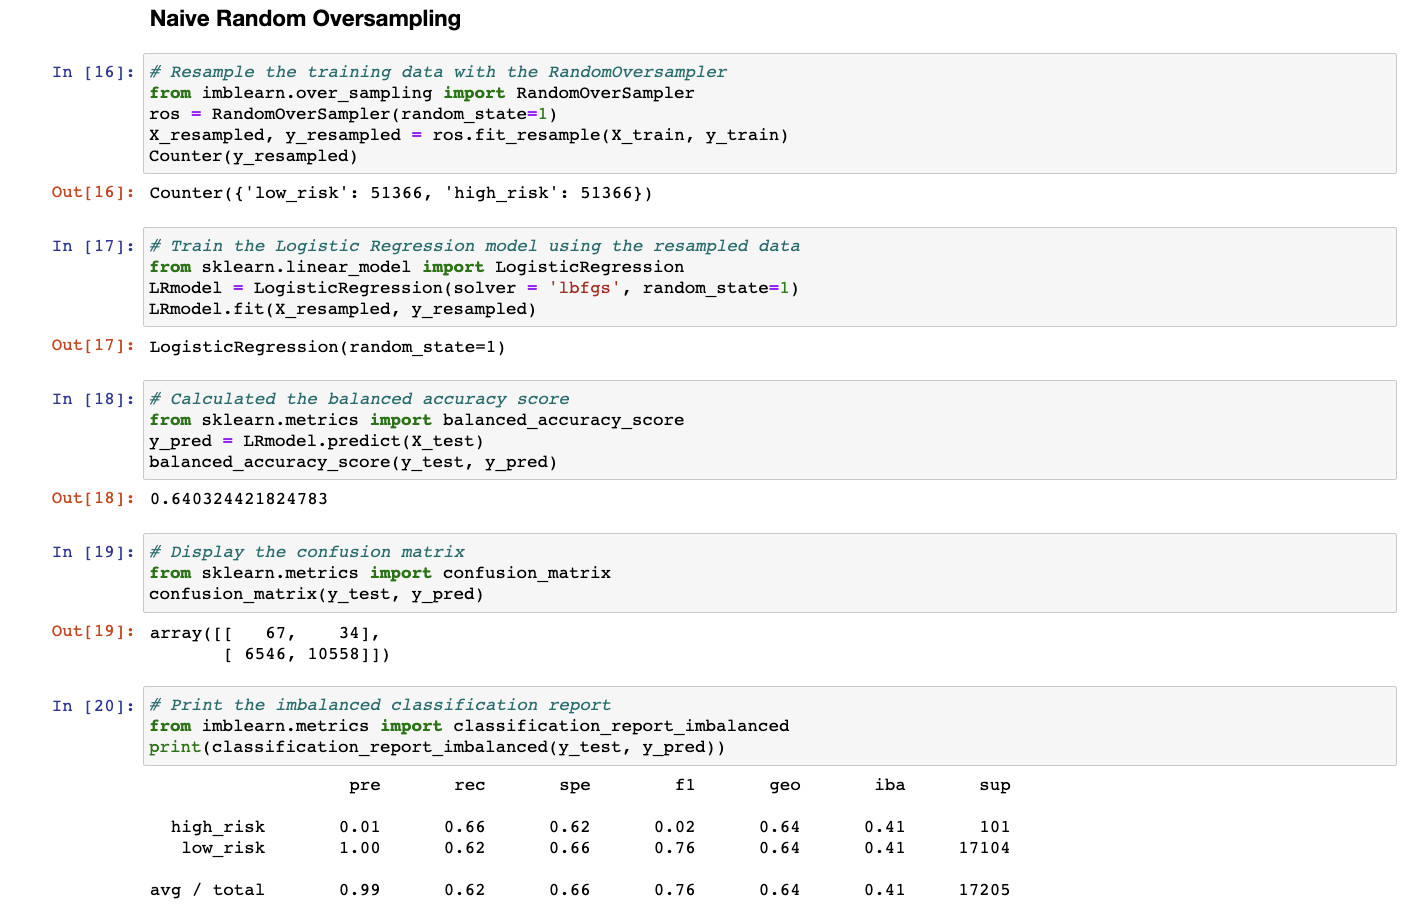 Naive Random Oversampling
In [16]: # Resample the training data with the RandomOversampler
from imblearn.over_sampling import RandomOverSampler
ros = RandomOverSampler(random_state=1)
X_resampled, y_resampled = ros.fit_resample(X_train, y_train)
Counter(y_resampled)
Out[16]: Counter({'low_risk': 51366, 'high_risk': 51366})
In [17]: # Train the Logistic Regression model using the resampled data
from sklearn.linear_model import LogisticRegression
LRmodel = LogisticRegression(solver = 'lbfgs', random_state=1)
LRmodel.fit(X_resampled, y_resampled)
Out[17]: LogisticRegression(random_state=1)
In [18]: # Calculated the balanced accuracy score
from sklearn.metrics import balanced_accuracy_score
y_pred = LRmodel.predict(X_test)
balanced_accuracy_score(y_test, y_pred)
Out[18]: 0.640324421824783
In [19]: # Display the confusion matrix
from sklearn.metrics import confusion_matrix
confusion_matrix(y_test, y_pred)
Out[19]: array([[   67,    34],
[ 6546, 10558]])
In [20]: # Print the imbalanced classification report
from imblearn.metrics import classification_report_imbalanced
print(classification_report_imbalanced(y_test, y_pred))
pre rec spe f1 geo iba sup
high_risk 0.01 0.66 0.62 0.02 0.64 0.41 101
low_risk 1.00 0.62 0.66 0.76 0.64 0.41 17104
avg / total 0.99 0.62 0.66 0.76 0.64 0.41 17205